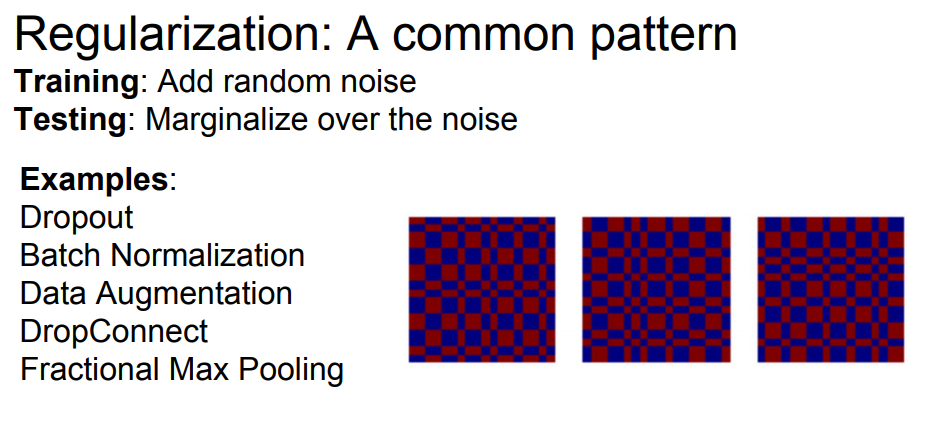 Regularization: A common pattern
Training: Add random noise
Testing: Marginalize over the noise
Examples:
Dropout
Batch Normalization
Data Augmentation
DropConnect
Fractional Max Pooling